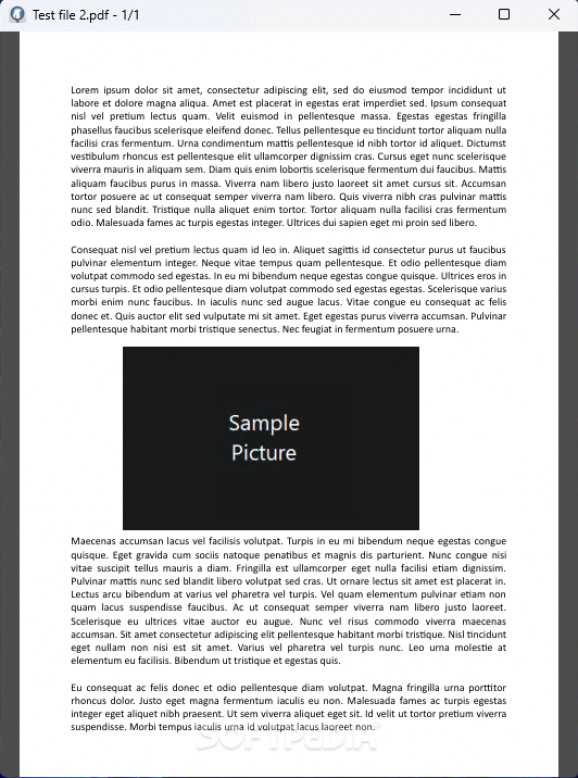 Test file 2.pdf - 1/1
Lorem ipsum dolor sit amet, consectetur adipiscing elit, sed do eiusmod tempor incididunt ut
labore et dolore magna aliqua. Amet est placerat in egestas erat imperdiet sed. Ipsum consequat
nisl vel pretium lectus quam. Velit euismod in pellentesque massa. Egestas egestas fringilla
phasellus faucibus scelerisque eleifend donec. Tellus pellentesque eu tincidunt tortor aliquam nulla
facilisi cras fermentum. Urna condimentum mattis pellentesque id nibh tortor id aliquet. Dictumst
vestibulum rhoncus est pellentesque elit ullamcorper dignissim cras. Cursus eget nunc scelerisque
viverra mauris in aliquam sem. Diam quis enim lobortis scelerisque fermentum dui faucibus. Mattis
aliquam faucibus purus in massa. Viverra nam libero justo laoreet sit amet cursus sit. Accumsan
tortor posuere ac ut consequat semper viverra nam libero. Quis viverra nibh cras pulvinar mattis
nunc sed blandit. Tristique nulla aliquet enim tortor. Tortor aliquam nulla facilisi cras fermentum
odio. Malesuada fames ac turpis egestas integer. Ultrices dui sapien eget mi proin sed libero.
Consequat nisl vel pretium lectus quam id leo in. Aliquet sagittis id consectetur purus ut faucibus
pulvinar elementum integer. Neque vitae tempus quam pellentesque. Et odio pellentesque diam
volutpat commodo sed egestas. In eu mi bibendum neque egestas congue quisque. Ultrices eros in
cursus turpis. Et odio pellentesque diam volutpat commodo sed egestas egestas. Scelerisque varius
morbi enim nunc faucibus. In iaculis nunc sed augue lacus. Vitae congue eu consequat ac felis
donec et. Quis auctor elit sed vulputate mi sit amet. Eget egestas purus viverra accumsan. Pulvinar
pellentesque habitant morbi tristique senectus. Nec feugiat in fermentum posuere urna.
Sample
Picture
Maecenas accumsan lacus vel facilisis volutpat. Turpis in eu mi bibendum neque egestas congue
quisque. Eget gravida cum sociis natoque penatibus et magnis dis parturient. Nunc congue nisi
vitae suscipit tellus mauris a diam. Fringilla est ullamcorper eget nulla facilisi etiam dignissim.
Pulvinar mattis nunc sed blandit libero volutpat sed cras. Ut ornare lectus sit amet est placerat in.
Lectus arcu bibendum at varius vel pharetra vel turpis. Vel quam elementum pulvinar etiam non
quam lacus suspendisse faucibus. Ac ut consequat semper viverra nam libero justo laoreet.
Scelerisque eu ultrices vitae auctor eu augue. Nunc vel risus commodo viverra maecenas
accumsan. Sit amet consectetur adipiscing elit pellentesque habitant morbi tristique. Nisl tincidunt
eget nullam non nisi est sit amet. Varius vel pharetra vel turpis nunc. Leo urna molestie at
elementum eu facilisis. Bibendum ut tristique et egestas quis.
Eu consequat ac felis donec et odio pellentesque diam volutpat. Magna fringilla urna porttitor
rhoncus dolor. Justo eget magna fermentum iaculis eu non. Malesuada fames ac turpis egestas
integer eget aliquet nibh praesent. Ut sem viverra aliquet eget sit. Id velit ut tortor pretium viverra
suspendisse. Morbi tempus iaculis urna id volutpat lacus laoreet non.
SOFTPEDIA